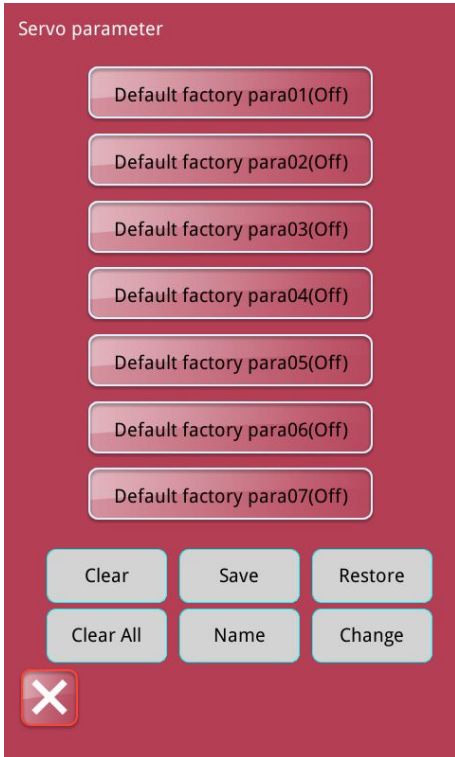 Servo parameter
Default factory para01(Off)
Default factory para02(Off)
Default factory para03(Off)
Default factory para04(Off)
Default factory para05(Off)
Default factory para06(Off)
Default factory para07(Off)
Clear Save Restore
Clear All Name Change